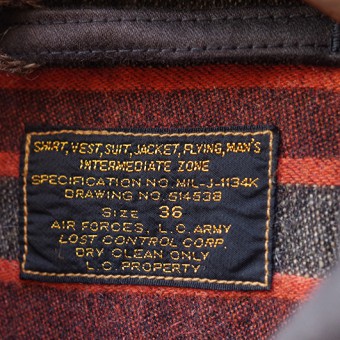 SHIRT, VEST, SUIT, JACKET, FLYING, MAN'S
INTERMEDIATE ZONE
SPECIFICATION NO. MIL-J-1134K
DRAWING NO. 514538
SIZE 36
AIR FORCES, L.C. ARMY
LOST CONTROL CORP.
DRY CLEAN ONLY
L.C. PROPERTY